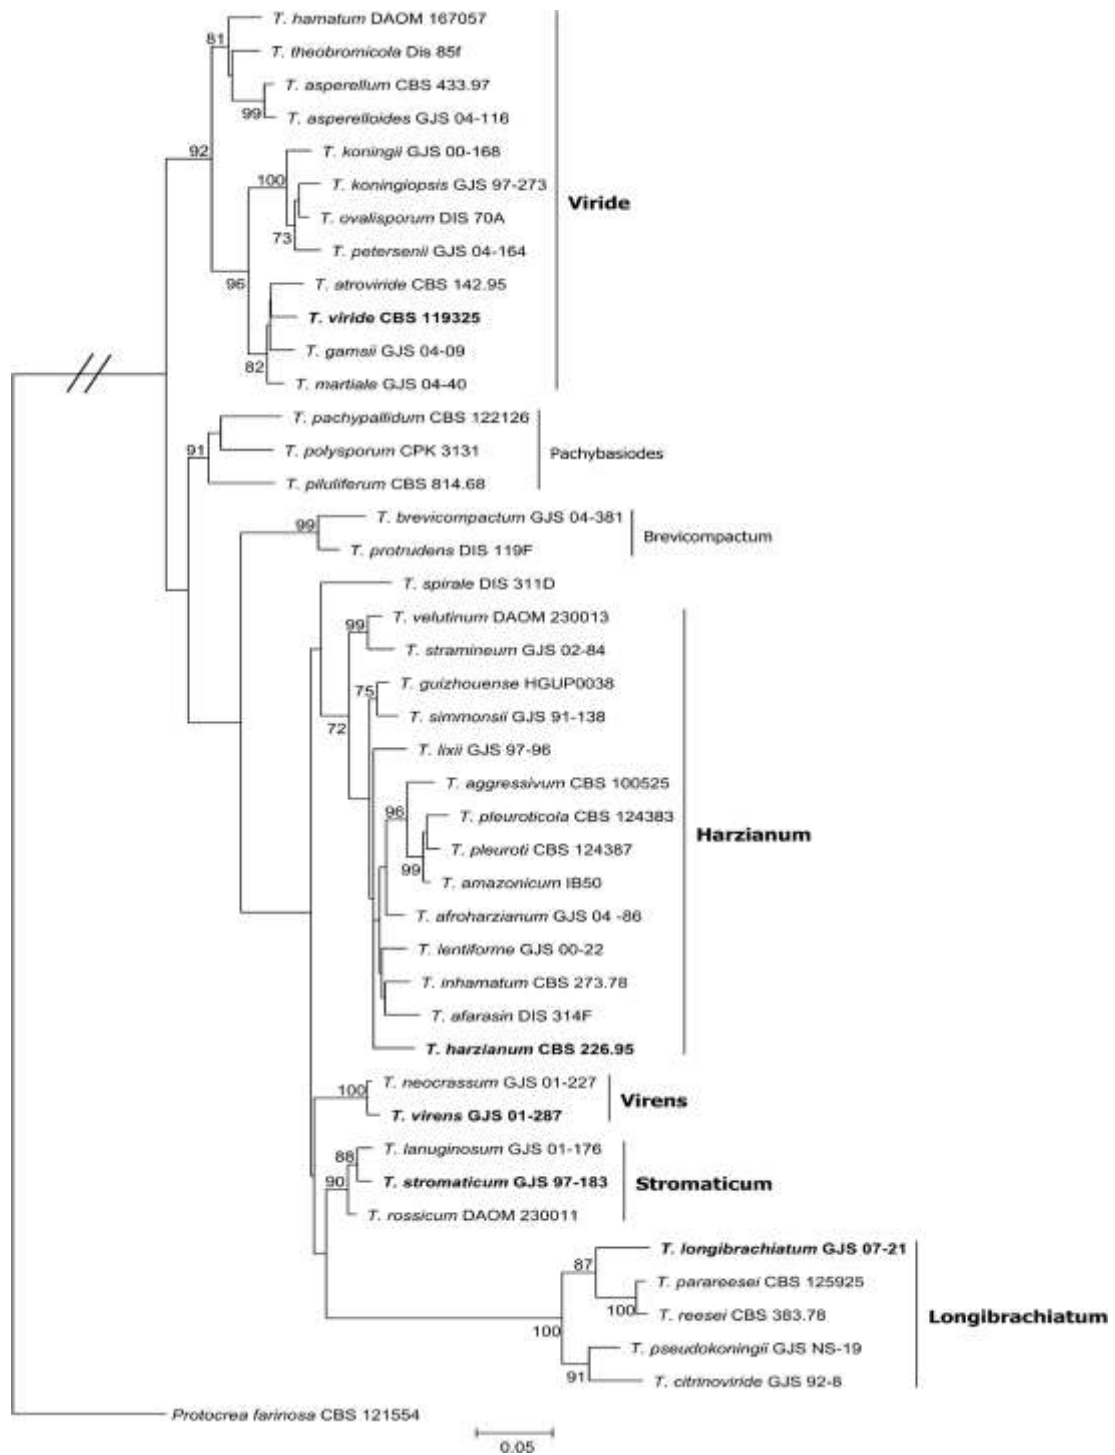 T. hamatum DAOM 167057
81
T. theobromicola Dis 85f
T. asperellum CBS 433.97
99
T. asperelloides GJS 04-116
92
T. koningii GJS 00-168
100
T. koningiopsis GJS 97-273
Viride
T. ovalisporum DIS 70A
73
T. petersenii GJS 04-164
96
T. atroviride CBS 142.95
T. viride CBS 119325
T. gamsii GJS 04-09
82
T. martiale GJS 04-40
T. pachypallidum CBS 122126
91
T. polysporum CPK 3131
Pachybasiodes
T. piluliferum CBS 814.68
99
T. brevicompactum GJS 04-381
Brevicompactum
T. protrudens DIS 119F
T. spirale DIS 311D
T. velutinum DAOM 230013
99
T. stramineum GJS 02-84
T. guizhouense HGUP0038
75
T. simmonsii GJS 91-138
72
T. lixii GJS 97-96
T. aggressivum CBS 100525
96
T. pleuroticola CBS 124383
Harzianum
T. pleuroti CBS 124387
99
T. amazonicum IB50
T. afroharzianum GJS 04 -86
T. lentiforme GJS 00-22
T. inhamatum CBS 273.78
T. afarasin DIS 314F
T. harzianum CBS 226.95
T. neocrassum GJS 01-227
100
Virens
T. virens GJS 01-287
T. lanuginosum GJS 01-176
88
T. stromaticum GJS 97-183
90
Stromaticum
T. rossicum DAOM 230011
T. longibrachiatum GJS 07-21
87
T. parareesei CBS 125925
100
T. reesei CBS 383.78
Longibrachiatum
100
T. pseudokoningii GJS NS-19
91
T. citrinoviride GJS 92-8
Protocrea farinosa CBS 121554
0.05